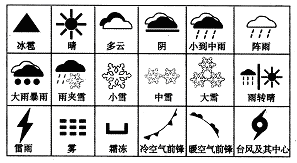 冰雹 晴 多云 阴 小到中雨 阵雨
大雨暴雨 雨夹雪 小雪 中雪 大雪 雨转晴
雷雨 雾 霜冻 冷空气前锋 暖空气前锋 台风及其中心